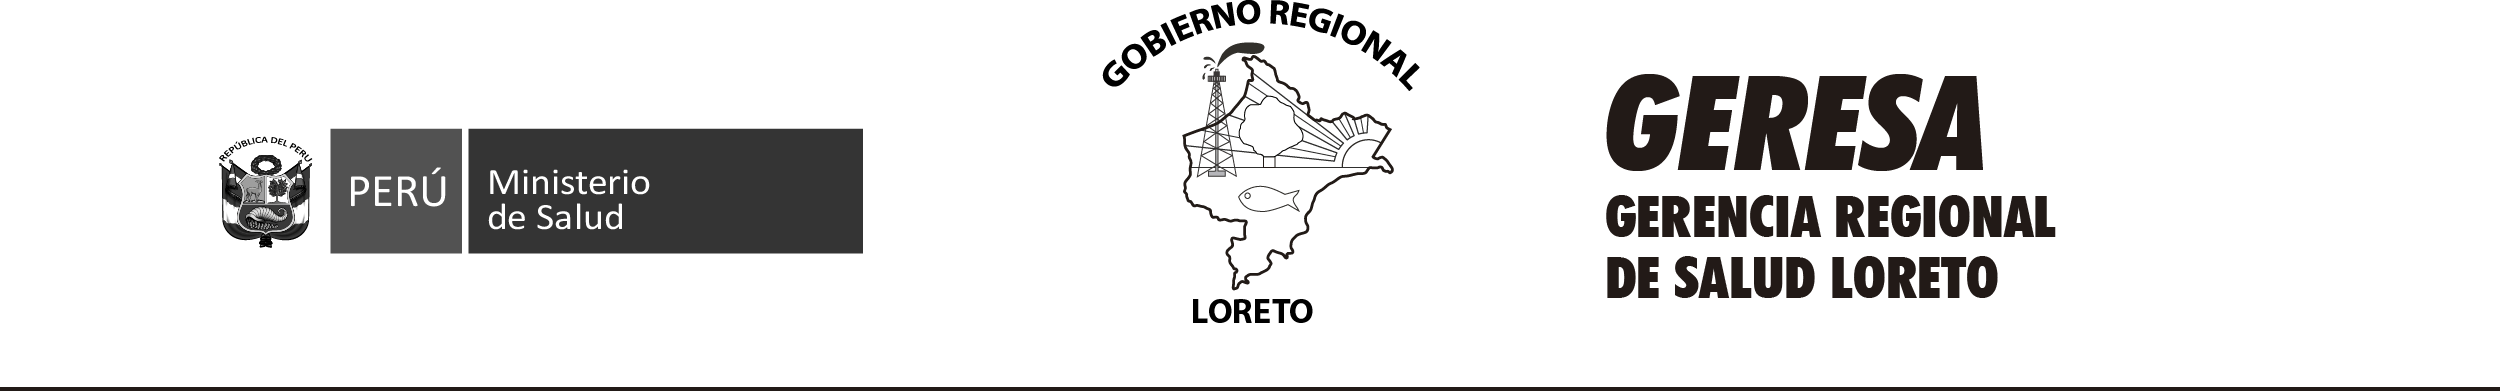 REPÚBLICA DEL PERÚ
PERÚ
Ministerio
de Salud
GOBIERNO REGIONAL
LORETO
GERESA
GERENCIA REGIONAL
DE SALUD LORETO